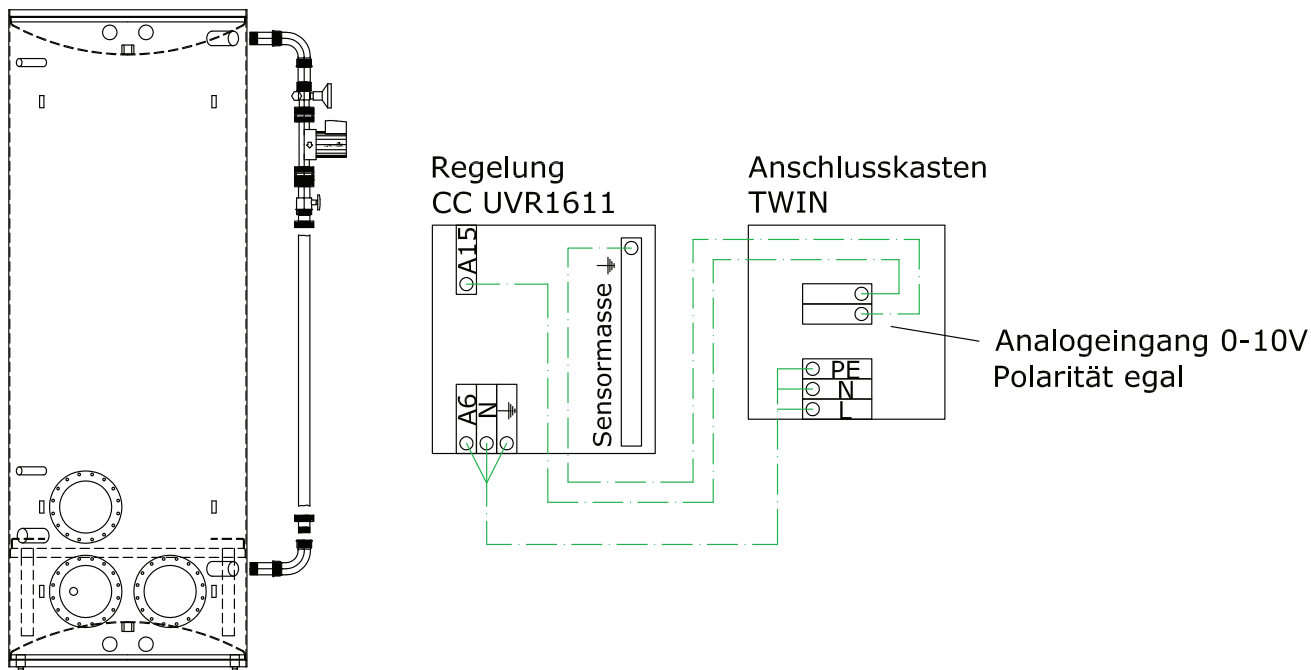 Regelung
CC UVR1611
A15
Sensormasse
A6
N
Anschlusskasten
TWIN
PE
N
L
Analogeingang 0-10V
Polarität egal